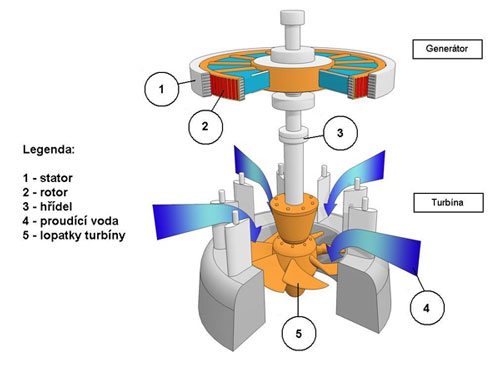 Generátor
1
2
3
Legenda:
1 - stator
2 - rotor
3 - hřídel
4 - proudící voda
5 - lopatky turbíny
Turbína
4
5